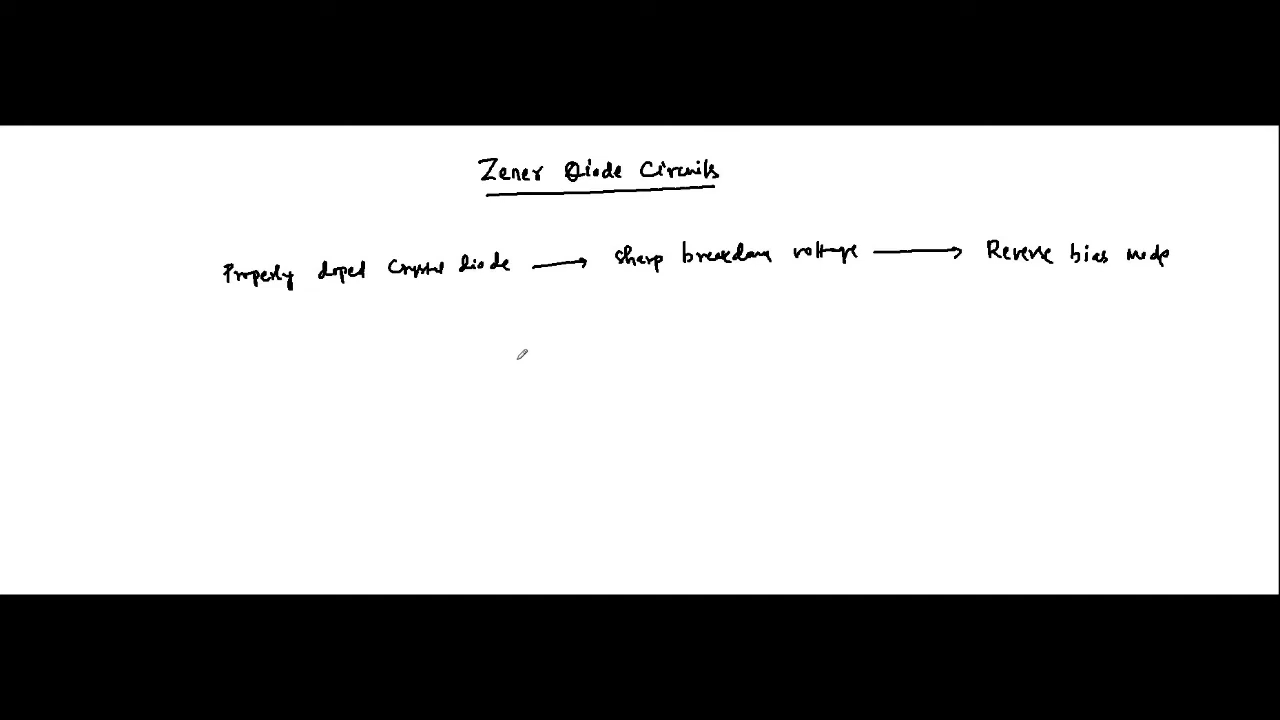 Zener Diode Circuits
Properly doped Crystal diode → Sharp breakdown voltage → Reverse bias mode